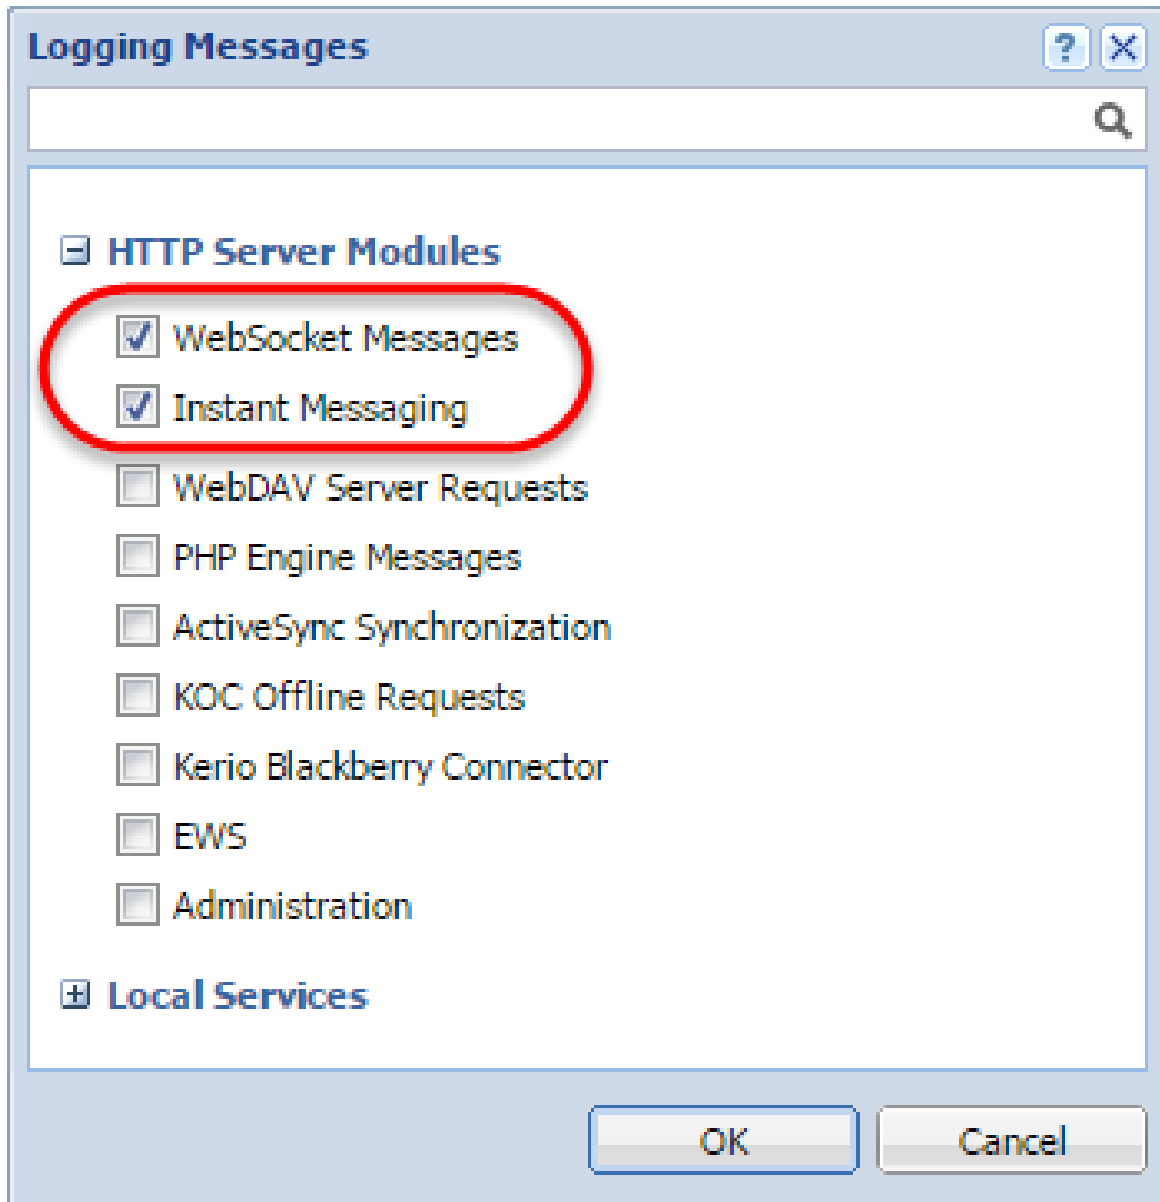 Logging Messages
HTTP Server Modules
WebSocket Messages
Instant Messaging
WebDAV Server Requests
PHP Engine Messages
ActiveSync Synchronization
KOC Offline Requests
Kerio Blackberry Connector
EWS
Administration
Local Services
OK Cancel